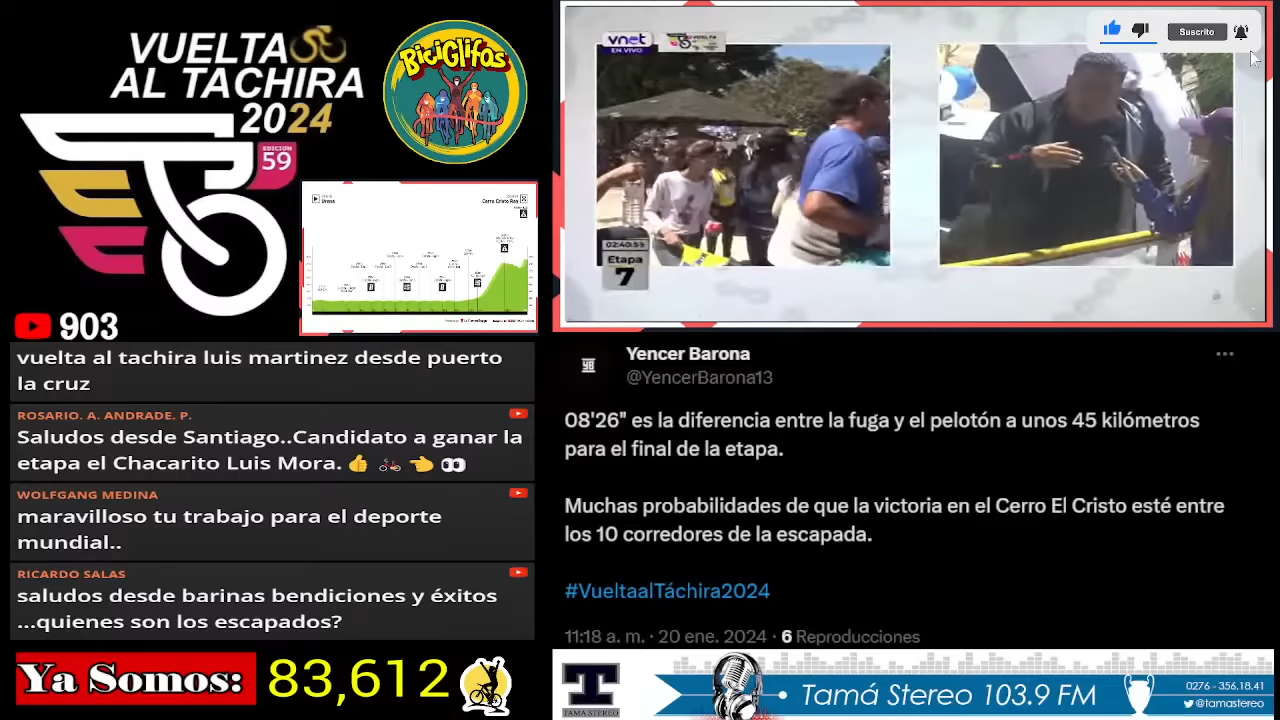 VUELTA
AL TACHIRA
2024
EDICION
59
BiciGlifos
903
vuelta al tachira luis martinez desde puerto
la cruz
ROSARIO. A. ANDRADE. P.
Saludos desde Santiago..Candidato a ganar la
etapa el Chacarito Luis Mora. 👍 🚲 👈 👀
WOLFGANG MEDINA
maravilloso tu trabajo para el deporte
mundial..
RICARDO SALAS
saludos desde barinas bendiciones y éxitos
...quienes son los escapados?
Ya Somos: 83,612
Cerro Cristo Rey
vnet
EN VIVO
Suscrito
02:40:55
Etapa
7
Yencer Barona
@YencerBarona13
08'26" es la diferencia entre la fuga y el pelotón a unos 45 kilómetros
para el final de la etapa.
Muchas probabilidades de que la victoria en el Cerro El Cristo esté entre
los 10 corredores de la escapada.
#VueltaalTáchira2024
11:18 a. m. · 20 ene. 2024 · 6 Reproducciones
T
TAMA STEREO
Tamá Stereo 103.9 FM
0276 - 356.18.41
@tamastereo